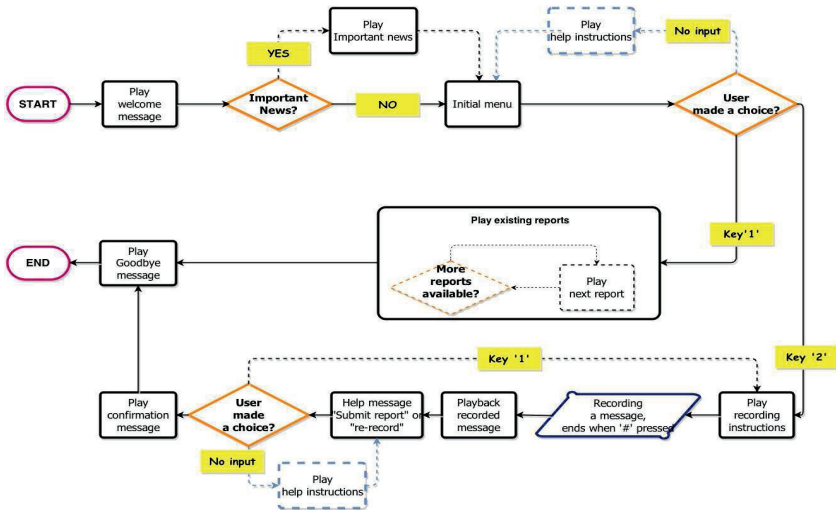 START
Play
welcome
message
Important
News?
YES
Play
Important news
NO
Initial menu
Play
help instructions
No input
User
made a choice?
Key'1'
Key '2'
Play existing reports
More
reports
available?
Play
next report
Play
Goodbye
message
END
Key '1'
Play
recording
instructions
Recording
a message,
ends when '#' pressed
Playback
recorded
message
Help message
"Submit report" or
"re-record"
User
made
a choice?
No input
Play
help instructions
Play
confirmation
message